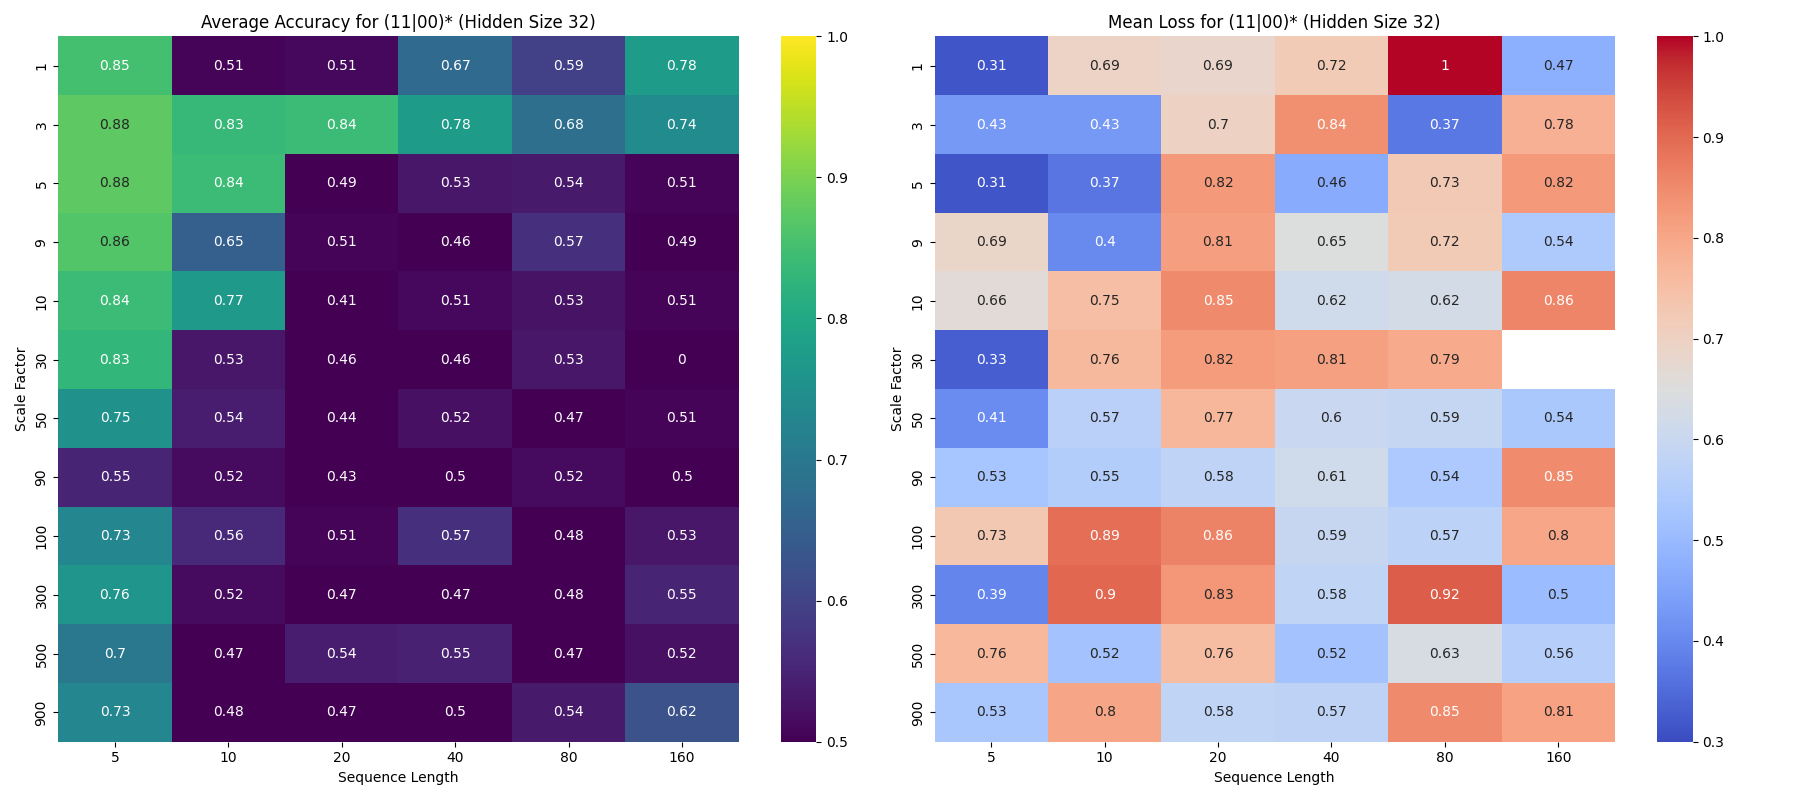 Average Accuracy for (11|00)* (Hidden Size 32)
Scale Factor
1 0.85 0.51 0.51 0.67 0.59 0.78
3 0.88 0.83 0.84 0.78 0.68 0.74
5 0.88 0.84 0.49 0.53 0.54 0.51
9 0.86 0.65 0.51 0.46 0.57 0.49
10 0.84 0.77 0.41 0.51 0.53 0.51
30 0.83 0.53 0.46 0.46 0.53 0
50 0.75 0.54 0.44 0.52 0.47 0.51
90 0.55 0.52 0.43 0.5 0.52 0.5
100 0.73 0.56 0.51 0.57 0.48 0.53
300 0.76 0.52 0.47 0.47 0.48 0.55
500 0.7 0.47 0.54 0.55 0.47 0.52
900 0.73 0.48 0.47 0.5 0.54 0.62
5 10 20 40 80 160
Sequence Length
1.0
0.9
0.8
0.7
0.6
0.5
Mean Loss for (11|00)* (Hidden Size 32)
Scale Factor
1 0.31 0.69 0.69 0.72 1 0.47
3 0.43 0.43 0.7 0.84 0.37 0.78
5 0.31 0.37 0.82 0.46 0.73 0.82
9 0.69 0.4 0.81 0.65 0.72 0.54
10 0.66 0.75 0.85 0.62 0.62 0.86
30 0.33 0.76 0.82 0.81 0.79
50 0.41 0.57 0.77 0.6 0.59 0.54
90 0.53 0.55 0.58 0.61 0.54 0.85
100 0.73 0.89 0.86 0.59 0.57 0.8
300 0.39 0.9 0.83 0.58 0.92 0.5
500 0.76 0.52 0.76 0.52 0.63 0.56
900 0.53 0.8 0.58 0.57 0.85 0.81
5 10 20 40 80 160
Sequence Length
1.0
0.9
0.8
0.7
0.6
0.5
0.4
0.3